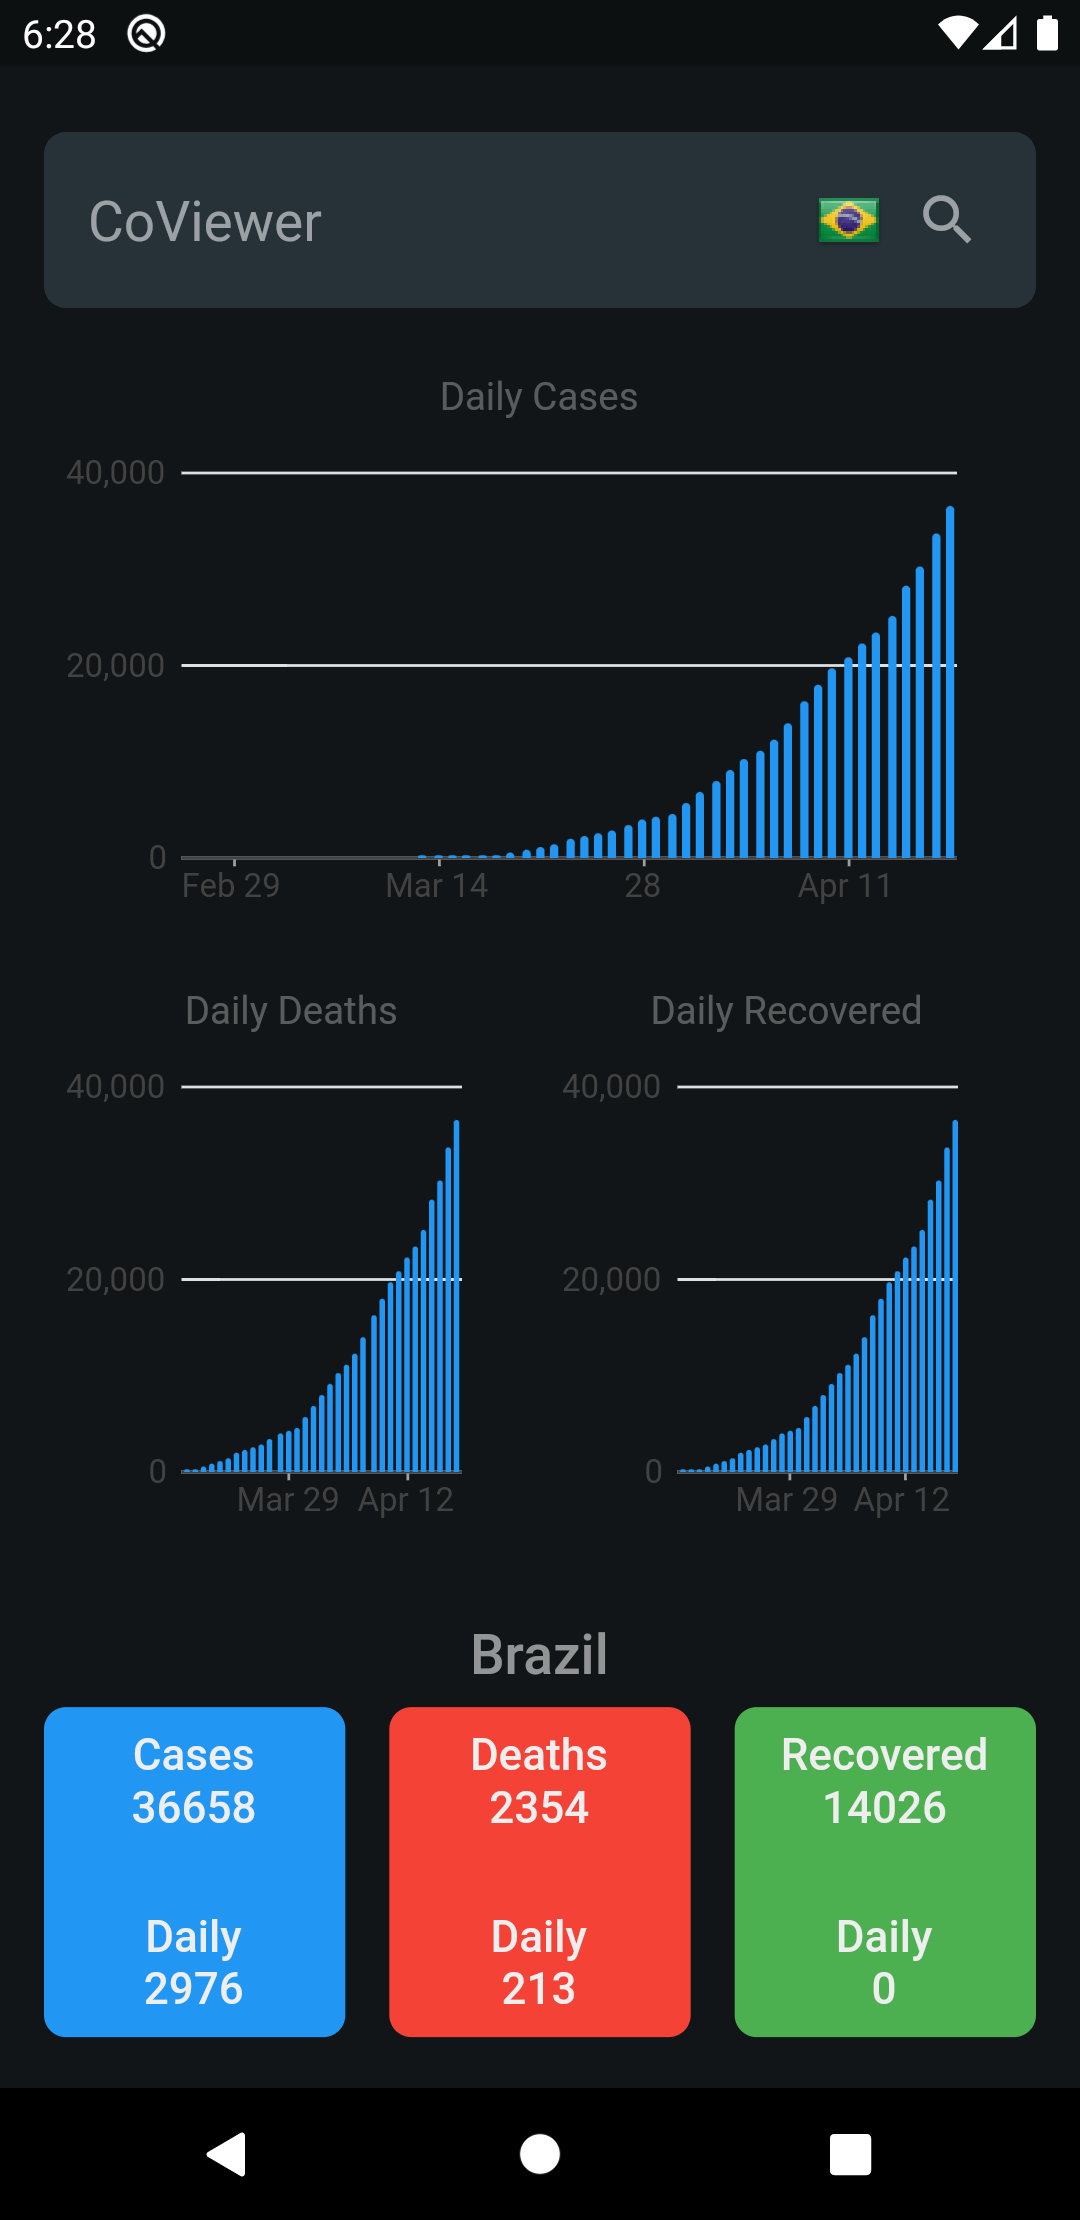 6:28
CoViewer
Daily Cases
40,000
20,000
0
Feb 29 Mar 14 28 Apr 11
Daily Deaths
40,000
20,000
0
Mar 29 Apr 12
Daily Recovered
40,000
20,000
0
Mar 29 Apr 12
Brazil
Cases
36658
Daily
2976
Deaths
2354
Daily
213
Recovered
14026
Daily
0